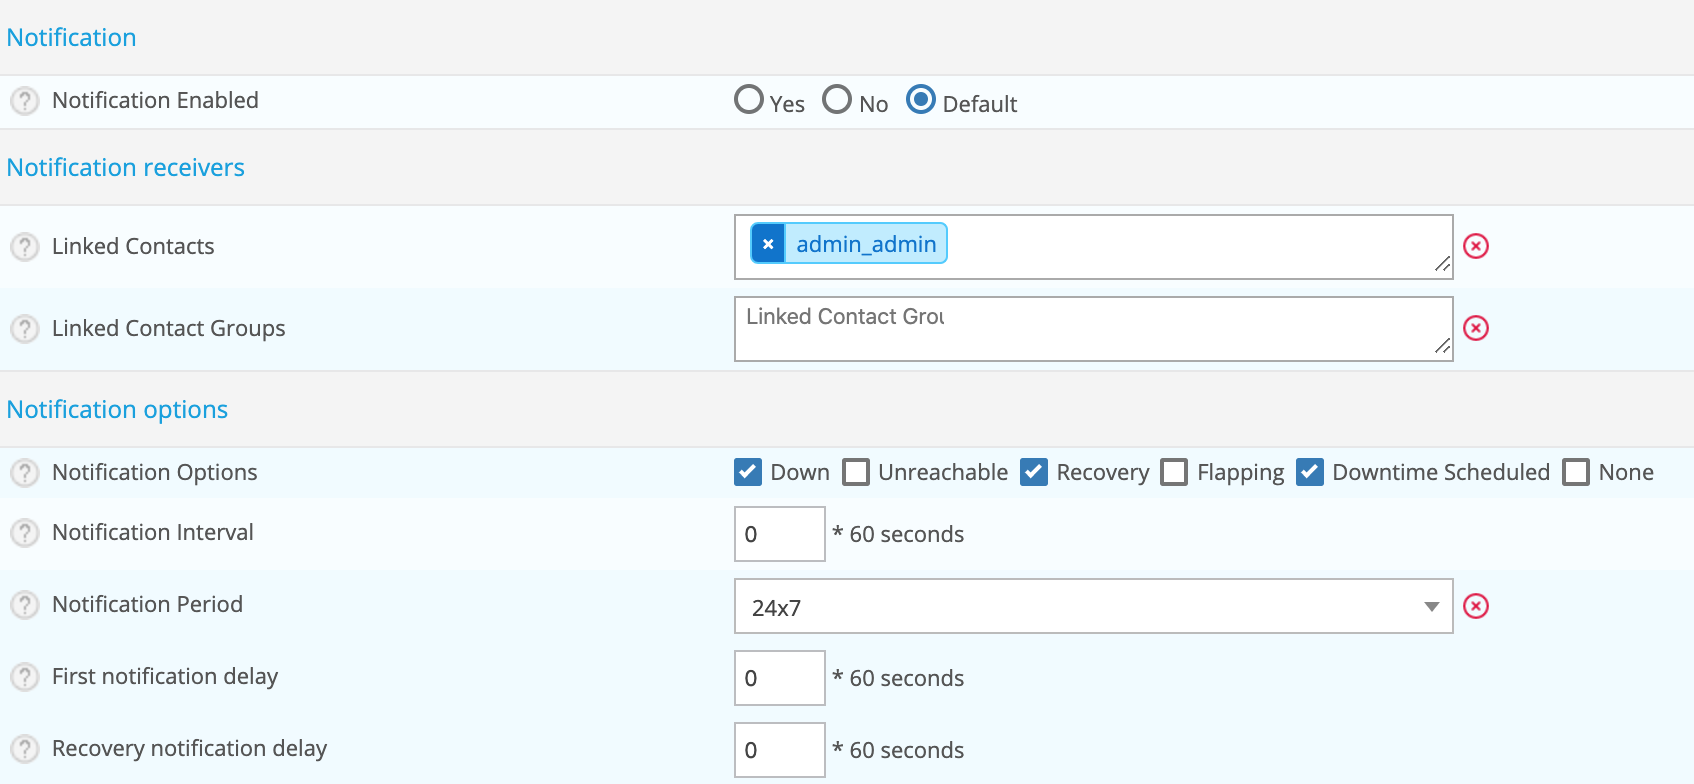 Notification
Notification Enabled Yes No Default
Notification receivers
Linked Contacts admin_admin
Linked Contact Groups Linked Contact Grou
Notification options
Notification Options Down Unreachable Recovery Flapping Downtime Scheduled None
Notification Interval 0 * 60 seconds
Notification Period 24x7
First notification delay 0 * 60 seconds
Recovery notification delay 0 * 60 seconds